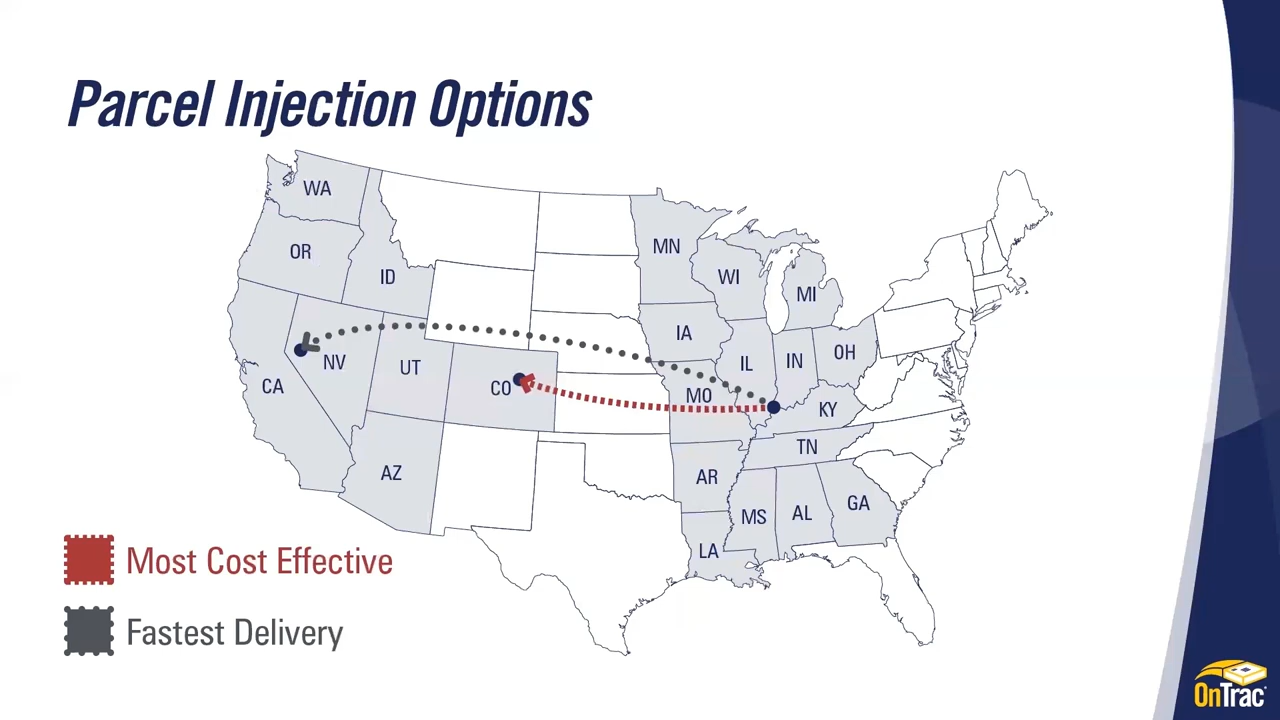 Parcel Injection Options
WA
OR
ID
MN
WI
MI
IA
NV
UT
CO
IL
IN
OH
CA
MO
KY
TN
AZ
AR
MS
AL
GA
LA
Most Cost Effective
Fastest Delivery
OnTrac